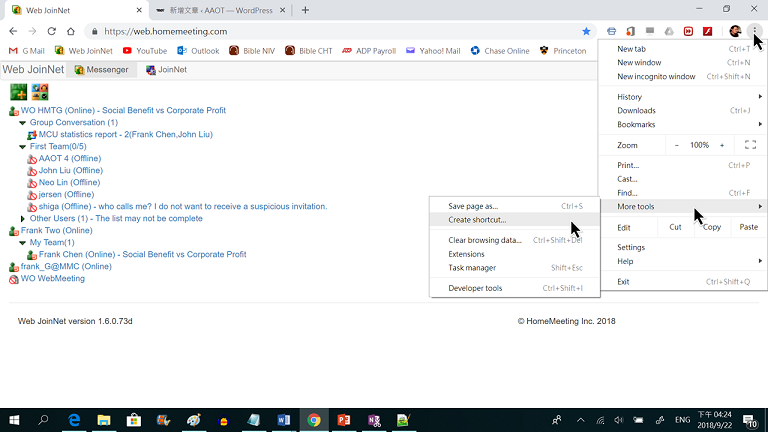 Web JoinNet
新增文章 ‹ AAOT — WordPress
https://web.homemeeting.com
G Mail
Web JoinNet
YouTube
Outlook
Bible NIV
Bible CHT
ADP Payroll
Yahoo! Mail
Chase Online
Princeton
Web JoinNet
Messenger
JoinNet
WO HMTG (Online) - Social Benefit vs Corporate Profit
Group Conversation (1)
MCU statistics report - 2(Frank Chen,John Liu)
First Team(0/5)
AAOT 4 (Offline)
John Liu (Offline)
Neo Lin (Offline)
jersen (Offline)
shiga (Offline) - who calls me? I do not want to receive a suspicious invitation.
Other Users (1) - The list may not be complete
Frank Two (Online)
My Team(1)
Frank Chen (Online) - Social Benefit vs Corporate Profit
frank_G@MMC (Online)
WO WebMeeting
Web JoinNet version 1.6.0.73d
© HomeMeeting Inc. 2018
New tab Ctrl+T
New window Ctrl+N
New incognito window Ctrl+Shift+N
History
Downloads Ctrl+J
Bookmarks
Zoom - 100% +
Print... Ctrl+P
Cast...
Find... Ctrl+F
More tools
Edit Cut Copy Paste
Settings
Help
Exit Ctrl+Shift+Q
Save page as... Ctrl+S
Create shortcut...
Clear browsing data... Ctrl+Shift+Del
Extensions
Task manager Shift+Esc
Developer tools Ctrl+Shift+I
ENG
下午 04:24
2018/9/22
10